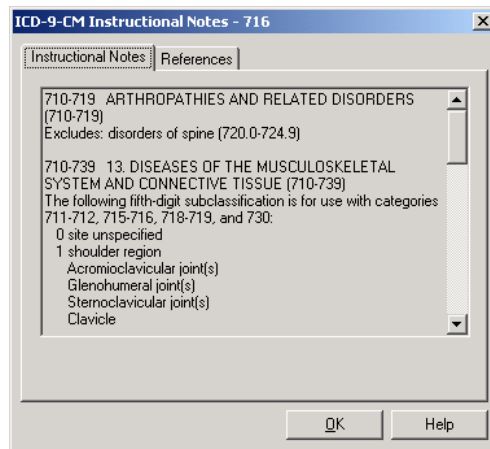 ICD-9-CM Instructional Notes - 716
Instructional Notes References
710-719 ARTHROPATHIES AND RELATED DISORDERS
(710-719)
Excludes: disorders of spine (720.0-724.9)
710-739 13. DISEASES OF THE MUSCULOSKELETAL
SYSTEM AND CONNECTIVE TISSUE (710-739)
The following fifth-digit subclassification is for use with categories
711-712, 715-716, 718-719, and 730:
0 site unspecified
1 shoulder region
Acromioclavicular joint(s)
Glenohumeral joint(s)
Sternoclavicular joint(s)
Clavicle
OK Help